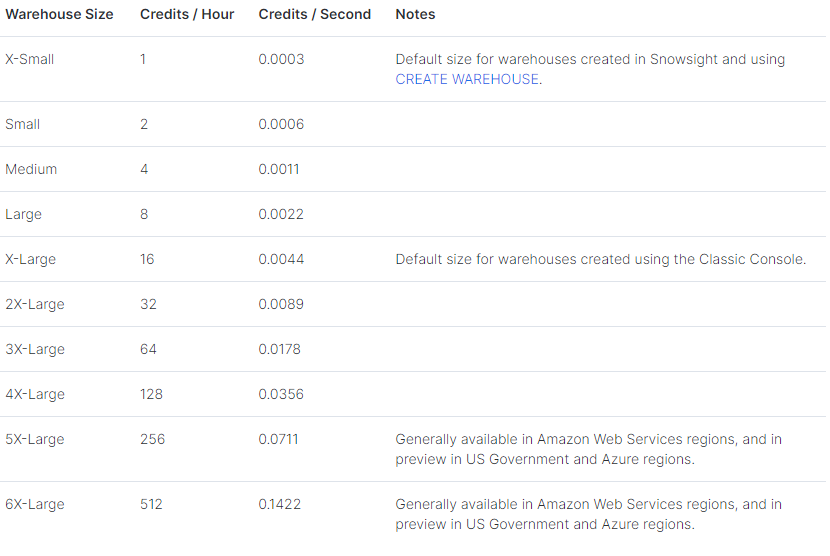 Warehouse Size Credits / Hour Credits / Second Notes
X-Small 1 0.0003 Default size for warehouses created in Snowsight and using
CREATE WAREHOUSE.
Small 2 0.0006
Medium 4 0.0011
Large 8 0.0022
X-Large 16 0.0044 Default size for warehouses created using the Classic Console.
2X-Large 32 0.0089
3X-Large 64 0.0178
4X-Large 128 0.0356
5X-Large 256 0.0711 Generally available in Amazon Web Services regions, and in
preview in US Government and Azure regions.
6X-Large 512 0.1422 Generally available in Amazon Web Services regions, and in
preview in US Government and Azure regions.